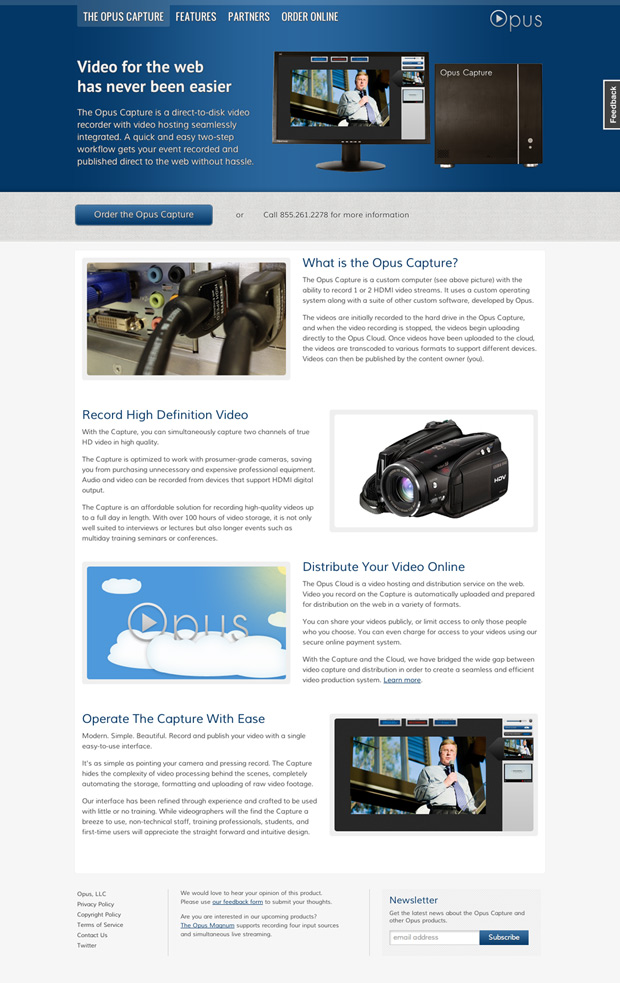 THE OPUS CAPTURE FEATURES PARTNERS ORDER ONLINE
Opus
Video for the web
has never been easier
The Opus Capture is a direct-to-disk video
recorder with video hosting seamlessly
integrated. A quick and easy two-step
workflow gets your event recorded and
published direct to the web without hassle.
Opus Capture
Feedback
Order the Opus Capture or Call 855.261.2278 for more information
What is the Opus Capture?
The Opus Capture is a custom computer (see above picture) with the
ability to record 1 or 2 HDMI video streams. It uses a custom operating
system along with a suite of other custom software, developed by Opus.
The videos are initially recorded to the hard drive in the Opus Capture,
and when the video recording is stopped, the videos begin uploading
directly to the Opus Cloud. Once videos have been uploaded to the cloud,
the videos are transcoded to various formats to support different devices.
Videos can then be published by the content owner (you).
Record High Definition Video
With the Capture, you can simultaneously capture two channels of true
HD video in high quality.
The Capture is optimized to work with prosumer-grade cameras, saving
you from purchasing unnecessary and expensive professional equipment.
Audio and video can be recorded from devices that support HDMI digital
output.
The Capture is an affordable solution for recording high-quality videos up
to a full day in length. With over 100 hours of video storage, it is not only
well suited to interviews or lectures but also longer events such as
multiday training seminars or conferences.
HDV
Opus
Distribute Your Video Online
The Opus Cloud is a video hosting and distribution service on the web.
Video you record on the Capture is automatically uploaded and prepared
for distribution on the web in a variety of formats.
You can share your videos publicly, or limit access to only those people
who you choose. You can even charge for access to your videos using our
secure online payment system.
With the Capture and the Cloud, we have bridged the wide gap between
video capture and distribution in order to create a seamless and efficient
video production system. Learn more.
Operate The Capture With Ease
Modern. Simple. Beautiful. Record and publish your video with a single
easy-to-use interface.
It's as simple as pointing your camera and pressing record. The Capture
hides the complexity of video processing behind the scenes, completely
automating the storage, formatting and uploading of raw video footage.
Our interface has been refined through experience and crafted to be used
with little or no training. While videographers will the find the Capture a
breeze to use, non-technical staff, training professionals, students, and
first-time users will appreciate the straight forward and intuitive design.
Opus, LLC
Privacy Policy
Copyright Policy
Terms of Service
Contact Us
Twitter
We would love to hear your opinion of this product.
Please use our feedback form to submit your thoughts.
Are you interested in our upcoming products?
The Opus Magnum supports recording four input sources
and simultaneous live streaming.
Newsletter
Get the latest news about the Opus Capture and
other Opus products.
email address Subscribe